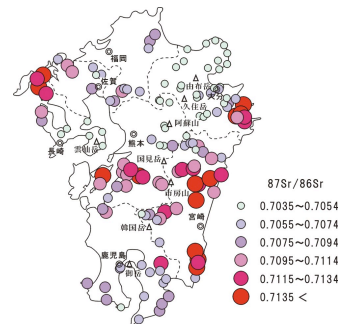 福岡
佐賀
大分
由布岳
久住岳
阿蘇山
長崎
雲仙岳
熊本
国見岳
市房山
宮崎
韓国岳
鹿児島
御岳
87Sr/86Sr
0.7035〜0.7054
0.7055〜0.7074
0.7075〜0.7094
0.7095〜0.7114
0.7115〜0.7134
0.7135 <